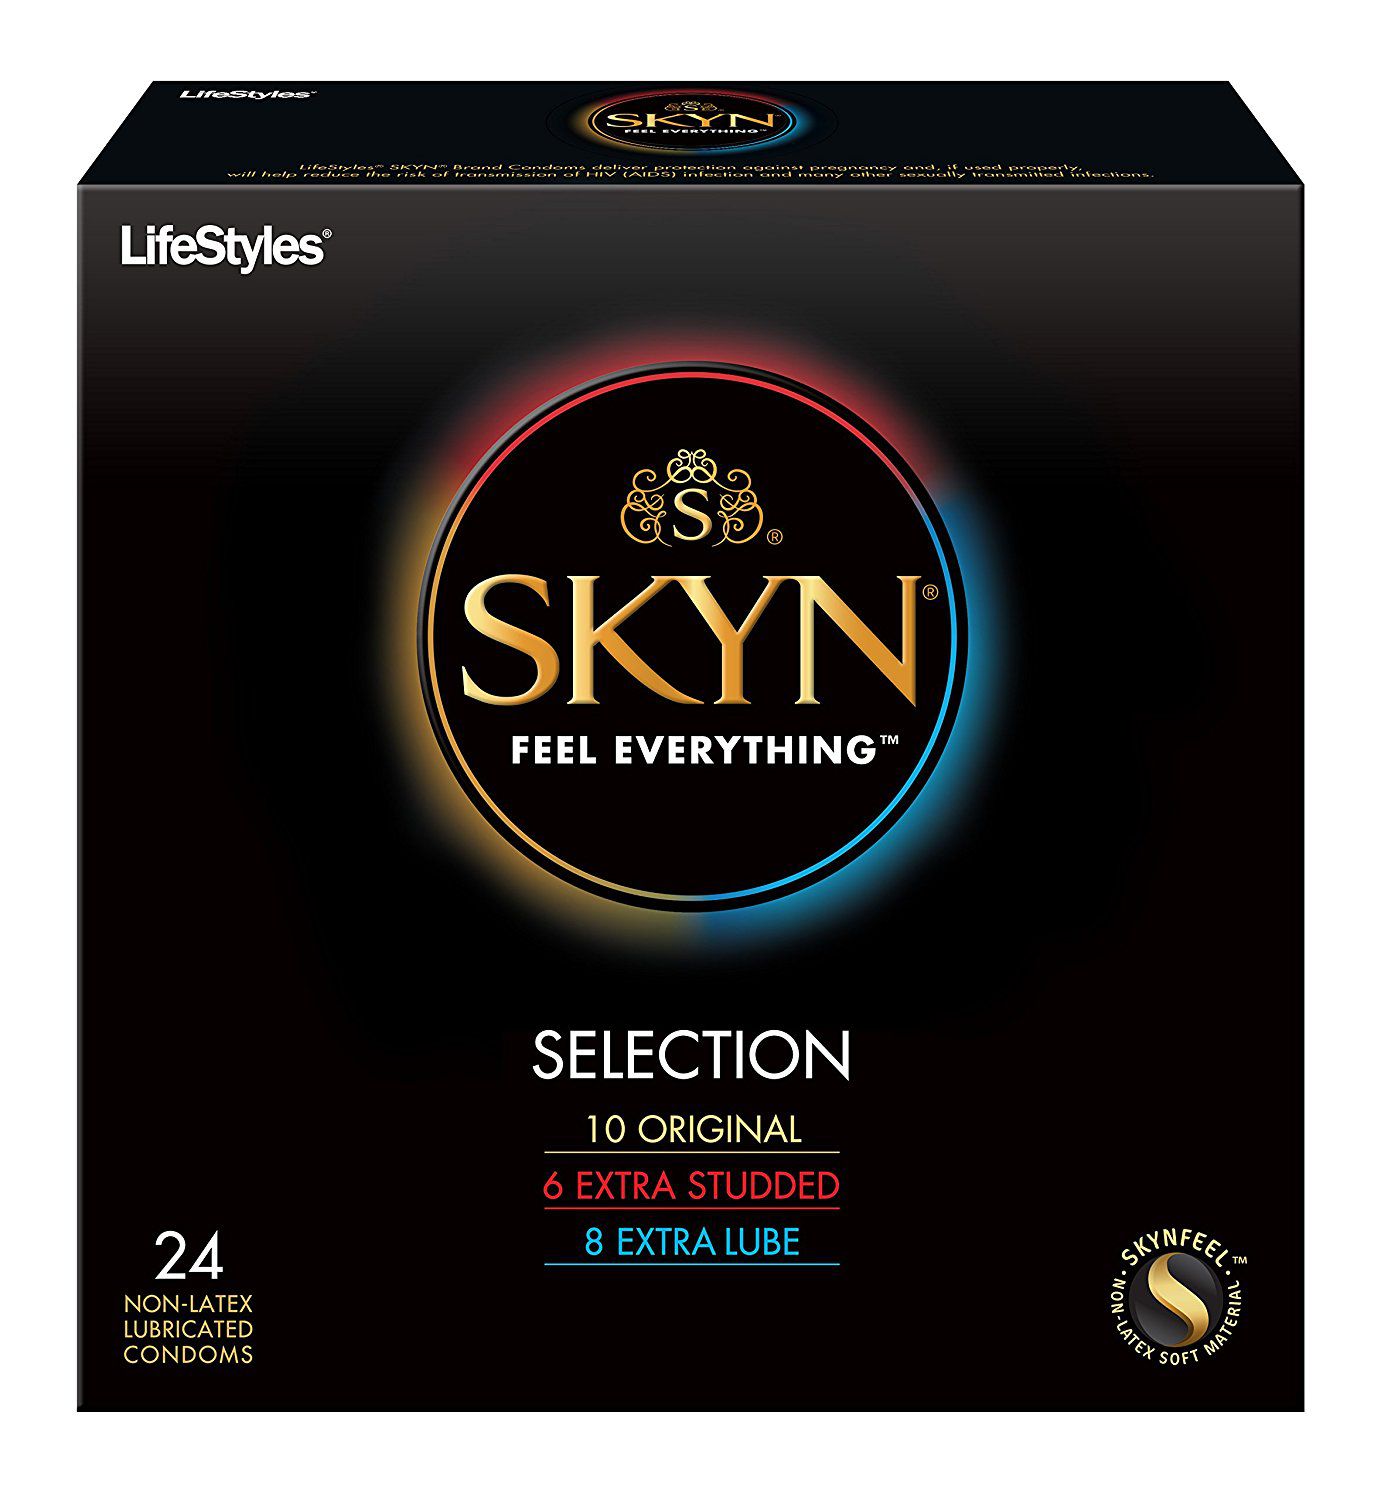 LifeStyles®
S
SKYN
FEEL EVERYTHING™
LifeStyles® SKYN® Brand Condoms deliver protection against pregnancy and, if used properly,
will help reduce the risk of transmission of HIV (AIDS) infection and many other sexually transmitted infections.
LifeStyles®
S®
SKYN®
FEEL EVERYTHING™
SELECTION
10 ORIGINAL
6 EXTRA STUDDED
8 EXTRA LUBE
24
NON-LATEX
LUBRICATED
CONDOMS
• SKYNFEEL • ™
NON-LATEX SOFT MATERIAL